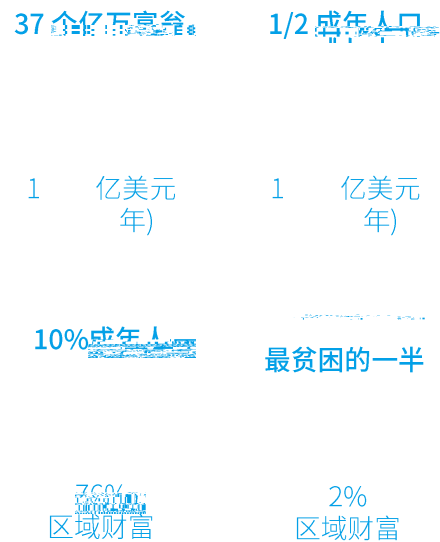 37 个亿万富翁
1/2 成年人口
1 亿美元
年)
1 亿美元
年)
10%成年人
最贫困的一半
76%
区域财富
2%
区域财富